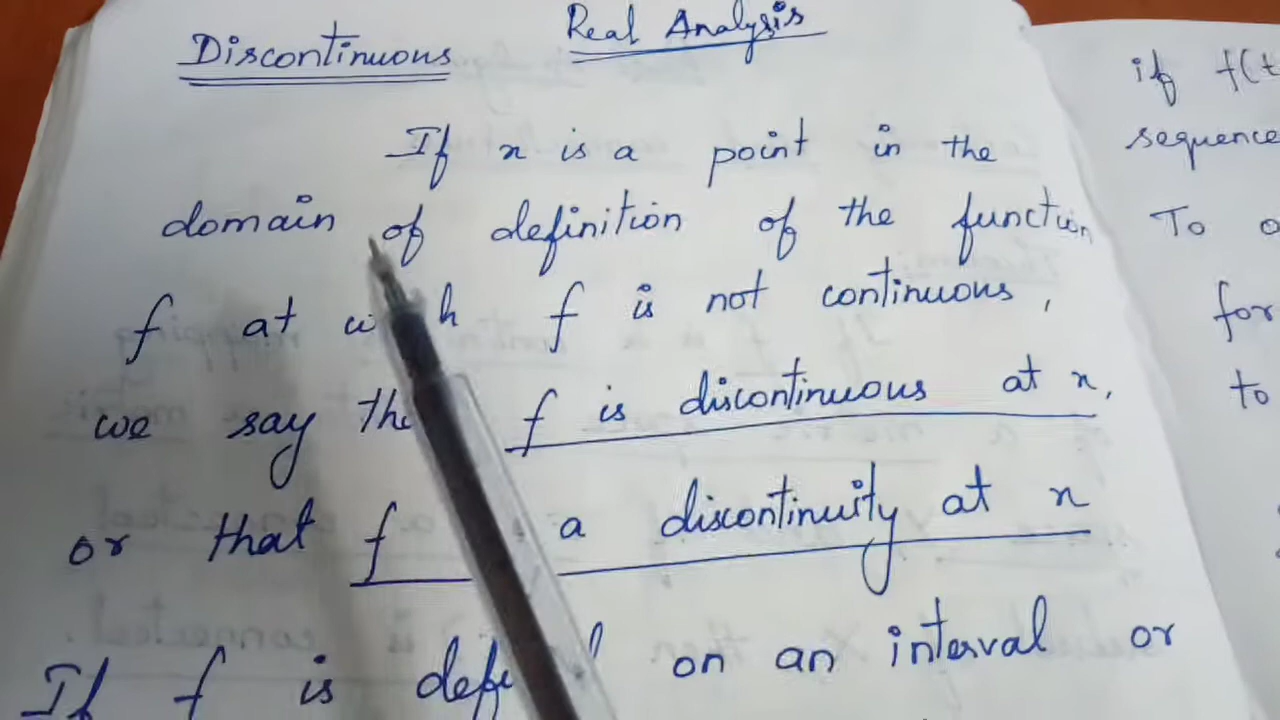 Real Analysis
Discontinuous
If x is a point in the
domain of definition of the function
f at h f is not continuous,
we say f is discontinuous at x,
or that f a discontinuity at x
If f is on an interval or
if f(t
sequence
To
for
to